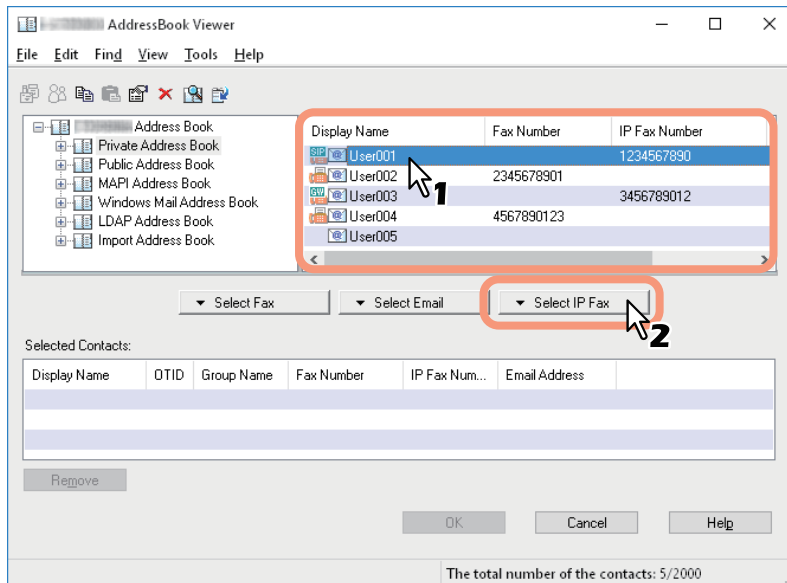 AddressBook Viewer
File Edit Find View Tools Help
Address Book
Private Address Book
Public Address Book
MAPI Address Book
Windows Mail Address Book
LDAP Address Book
Import Address Book
Display Name Fax Number IP Fax Number
SIP User001 1234567890
User002 2345678901
GW User003 3456789012
User004 4567890123
User005
1
Select Fax Select Email Select IP Fax
2
Selected Contacts:
Display Name OTID Group Name Fax Number IP Fax Num... Email Address
Remove
OK Cancel Help
The total number of the contacts: 5/2000